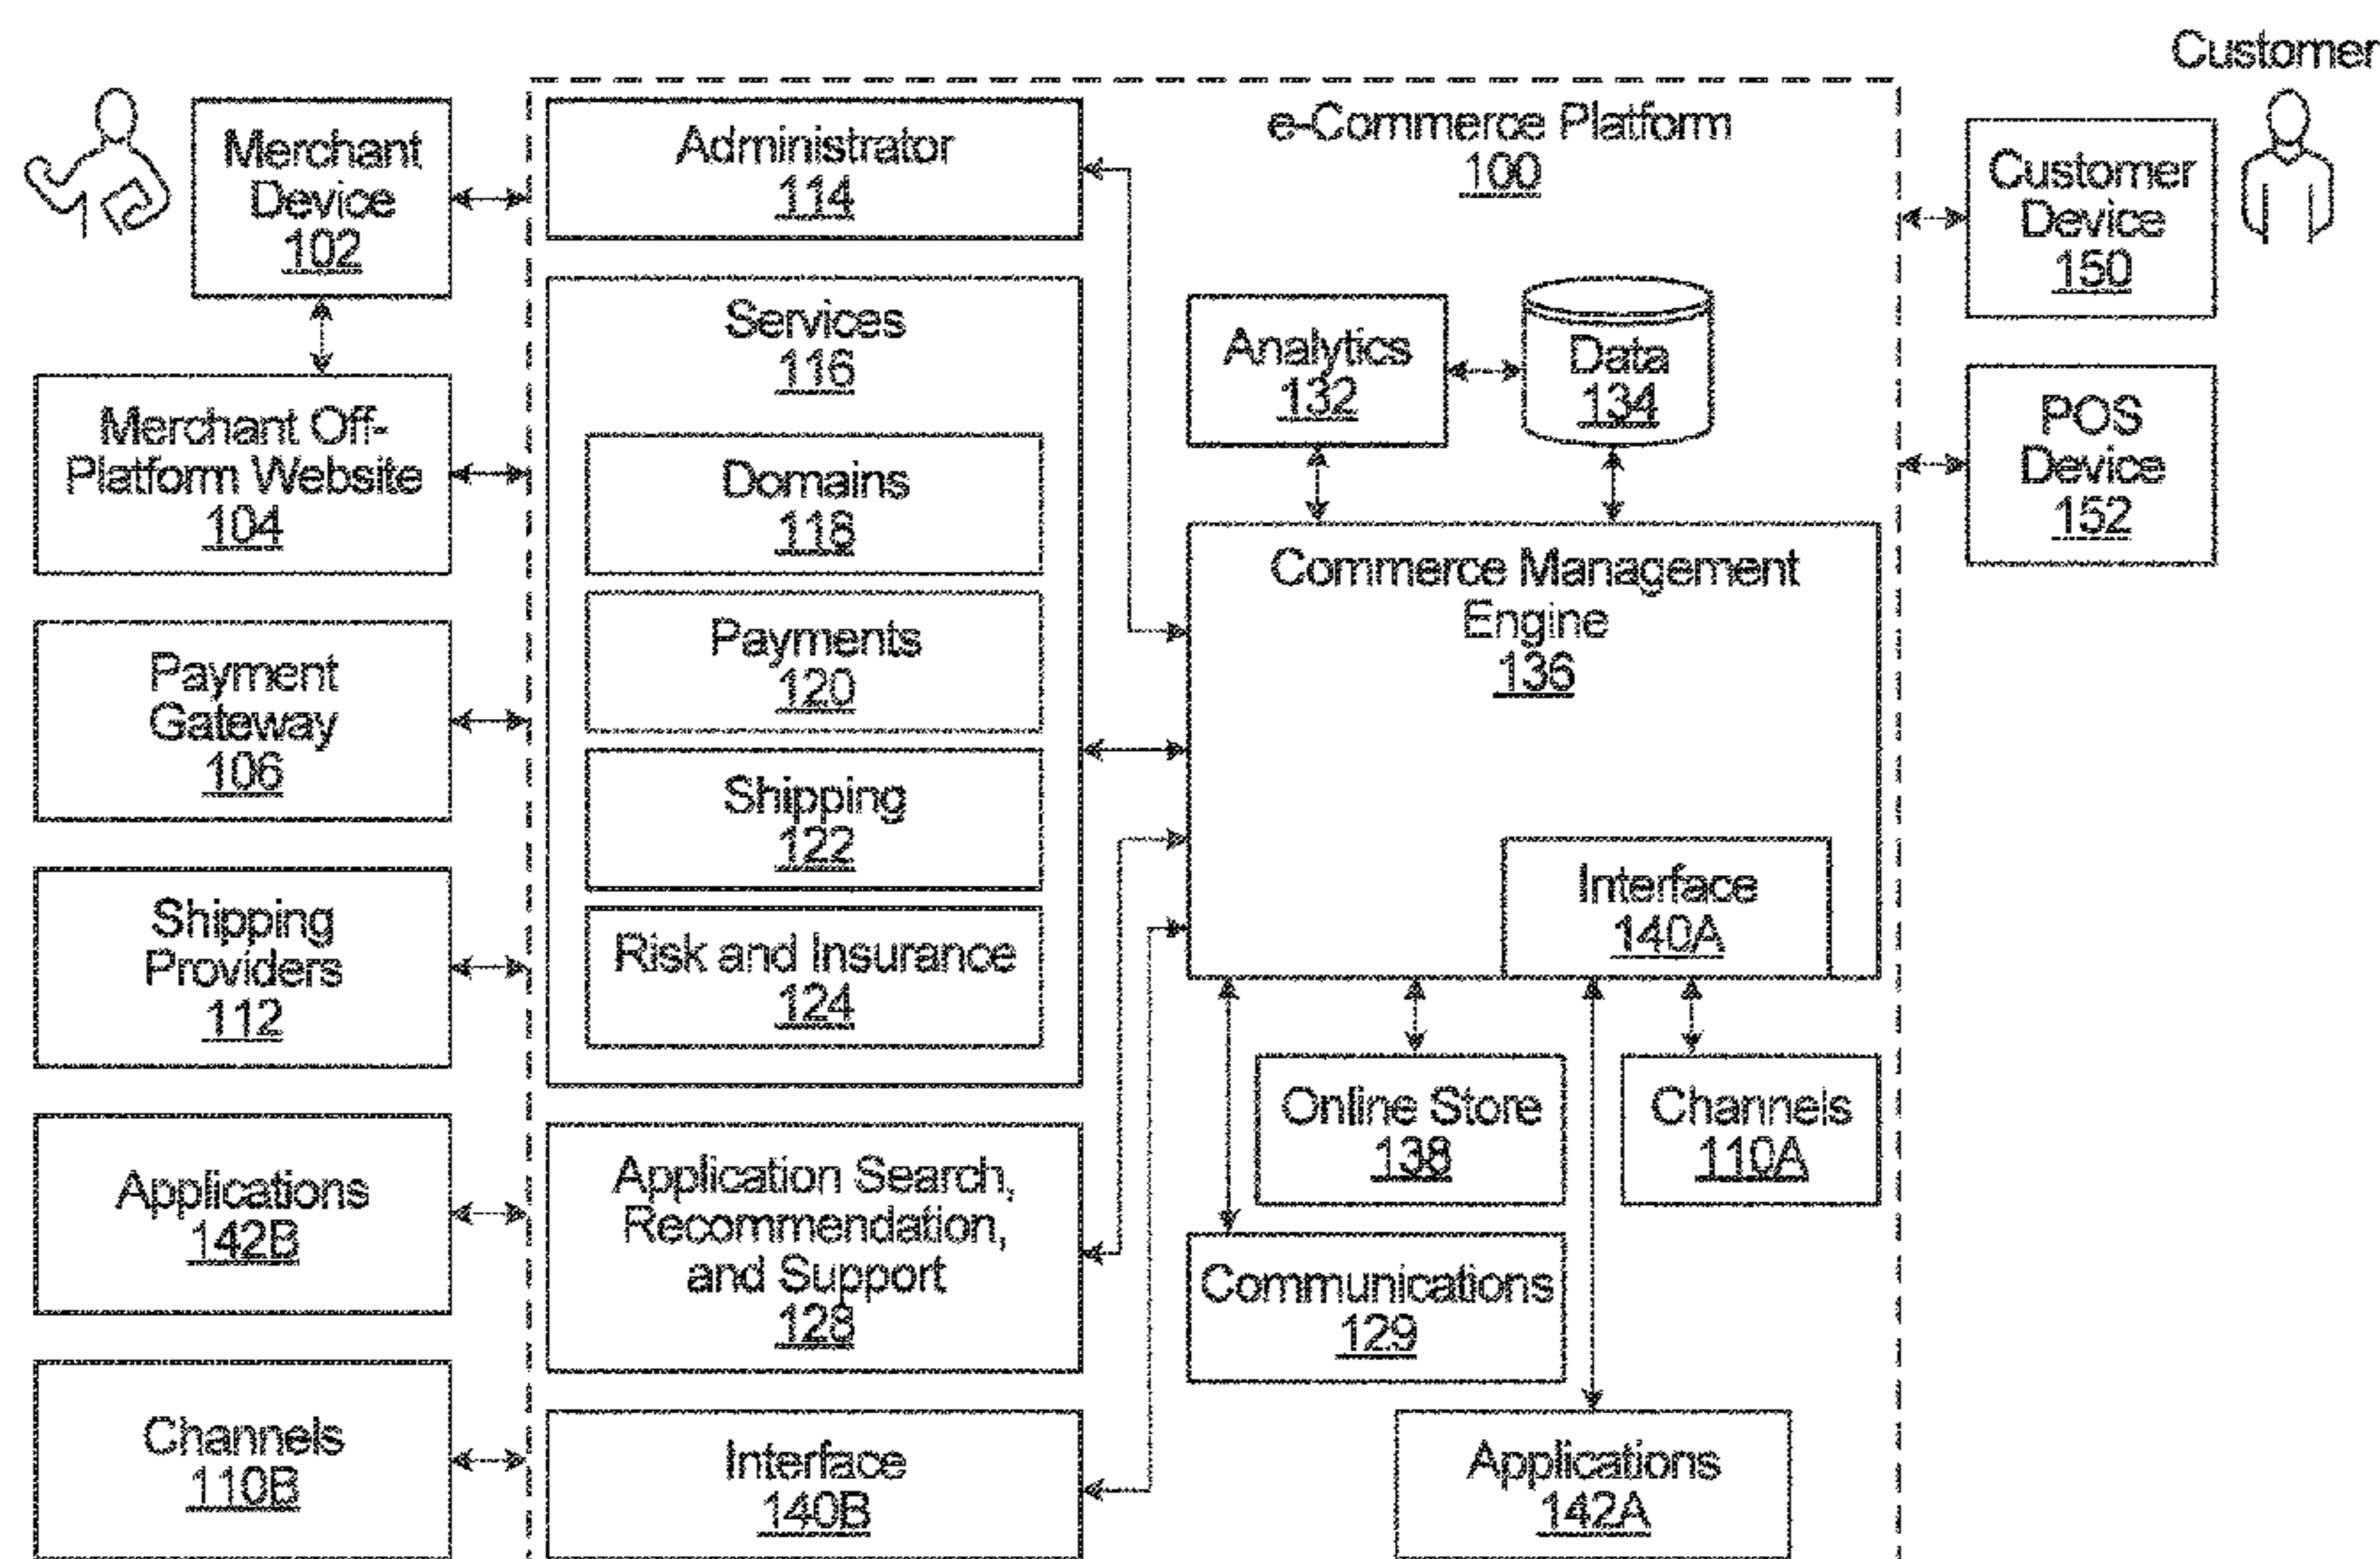 Customer
Merchant
Device
102
Administrator
114
e-Commerce Platform
100
Customer
Device
150
Merchant Off-
Platform Website
104
Services
116
Analytics
132
Data
134
POS
Device
152
Domains
118
Payment
Gateway
106
Payments
120
Commerce Management
Engine
136
Shipping
122
Shipping
Providers
112
Risk and Insurance
124
Interface
140A
Applications
142B
Application Search,
Recommendation,
and Support
128
Online Store
138
Channels
110A
Communications
129
Channels
110B
Interface
140B
Applications
142A